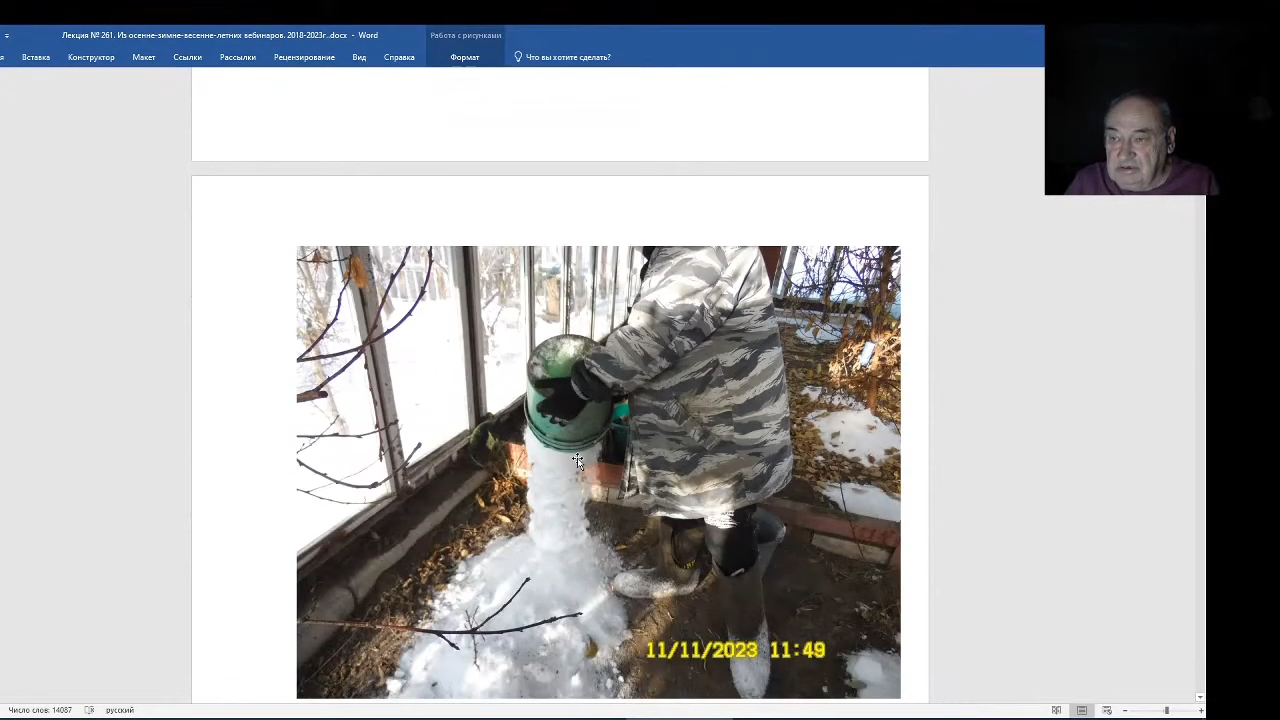 Лекция № 261. Из осенне-зимне-весенне-летних вебинаров. 2018-2023г..docx - Word
Работа с рисунками
Вставка Конструктор Макет Ссылки Рассылки Рецензирование Вид Справка Формат Что вы хотите сделать?
11/11/2023 11:49
Число слов: 14087 русский